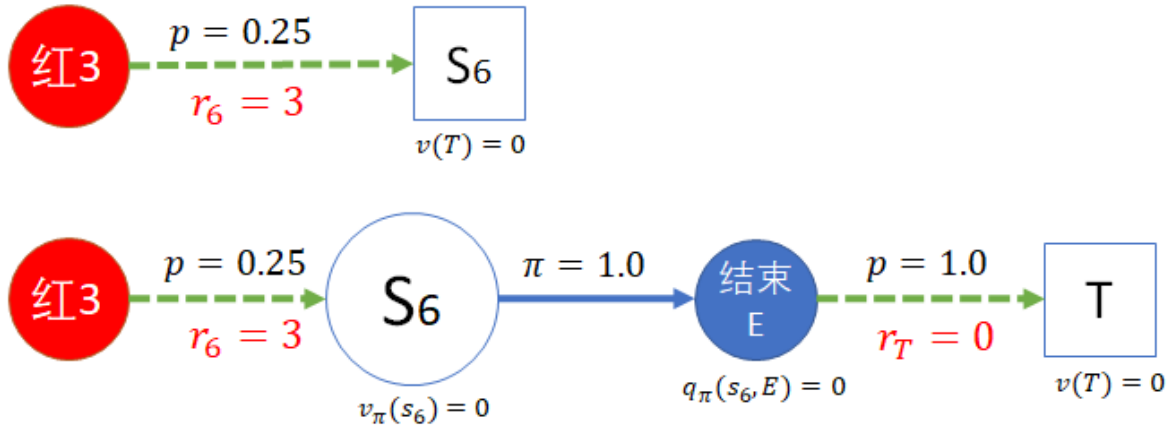 红3
p = 0.25
r₆ = 3
S₆
v(T) = 0
红3
p = 0.25
r₆ = 3
S₆
v_π(s₆) = 0
π = 1.0
结束
E
q_π(s₆, E) = 0
p = 1.0
r_T = 0
T
v(T) = 0